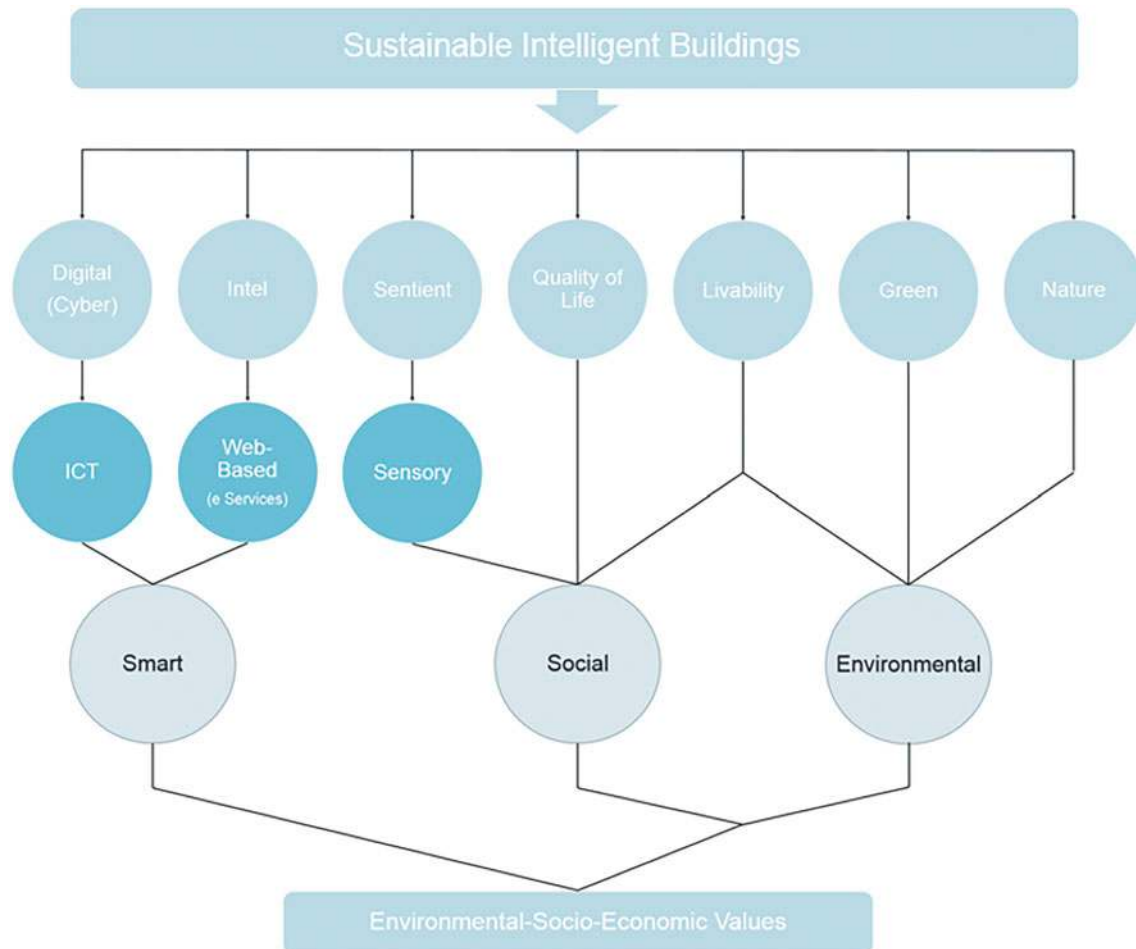 Sustainable Intelligent Buildings
Digital
(Cyber)
Intel
Sentient
Quality of
Life
Livability
Green
Nature
ICT
Web-
Based
(e Services)
Sensory
Smart
Social
Environmental
Environmental-Socio-Economic Values